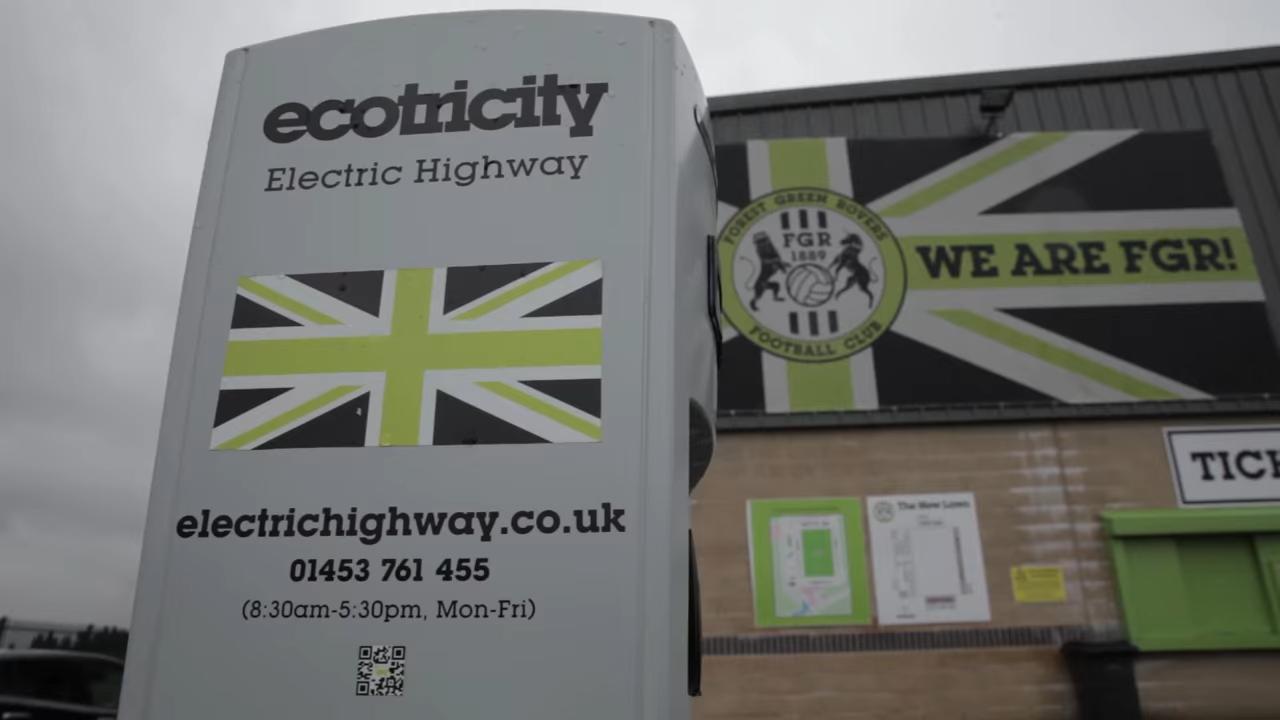 ecotricity
Electric Highway
electrichighway.co.uk
01453 761 455
(8:30am-5:30pm, Mon-Fri)
FOREST GREEN ROVERS
FGR
1889
FOOTBALL CLUB
WE ARE FGR!
The New Lawn
TICK